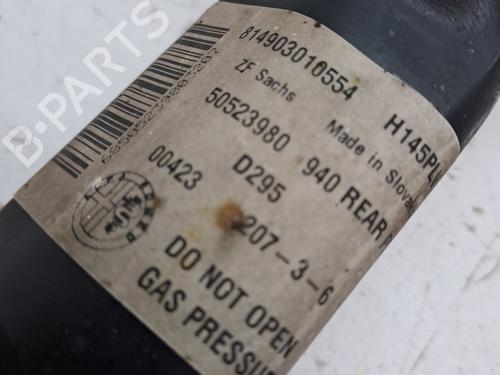 814903010554 H145PL
ZF Sachs Made in Slova
50523980 940 REAR
00423 D295
207-3-6
DO NOT OPEN
GAS PRESSU
B-PARTS